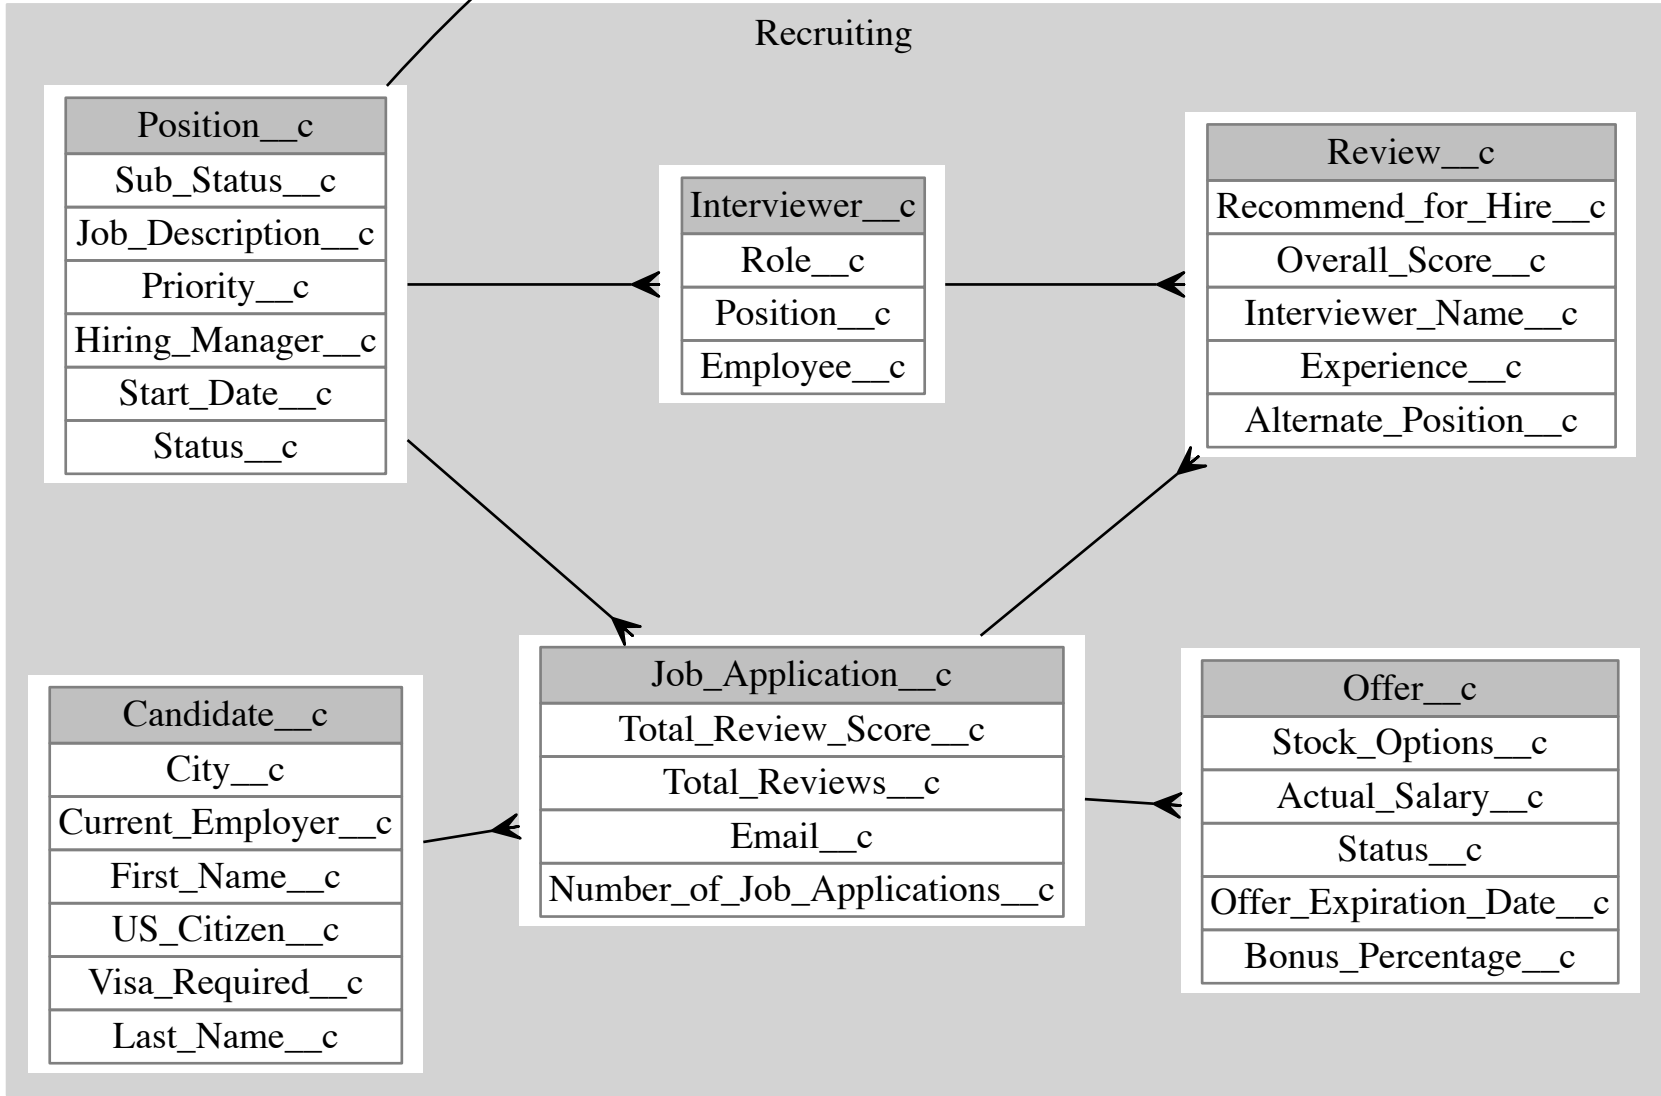 Recruiting
Position__c
Sub_Status__c
Job_Description__c
Priority__c
Hiring_Manager__c
Start_Date__c
Status__c
Interviewer__c
Role__c
Position__c
Employee__c
Review__c
Recommend_for_Hire__c
Overall_Score__c
Interviewer_Name__c
Experience__c
Alternate_Position__c
Candidate__c
City__c
Current_Employer__c
First_Name__c
US_Citizen__c
Visa_Required__c
Last_Name__c
Job_Application__c
Total_Review_Score__c
Total_Reviews__c
Email__c
Number_of_Job_Applications__c
Offer__c
Stock_Options__c
Actual_Salary__c
Status__c
Offer_Expiration_Date__c
Bonus_Percentage__c